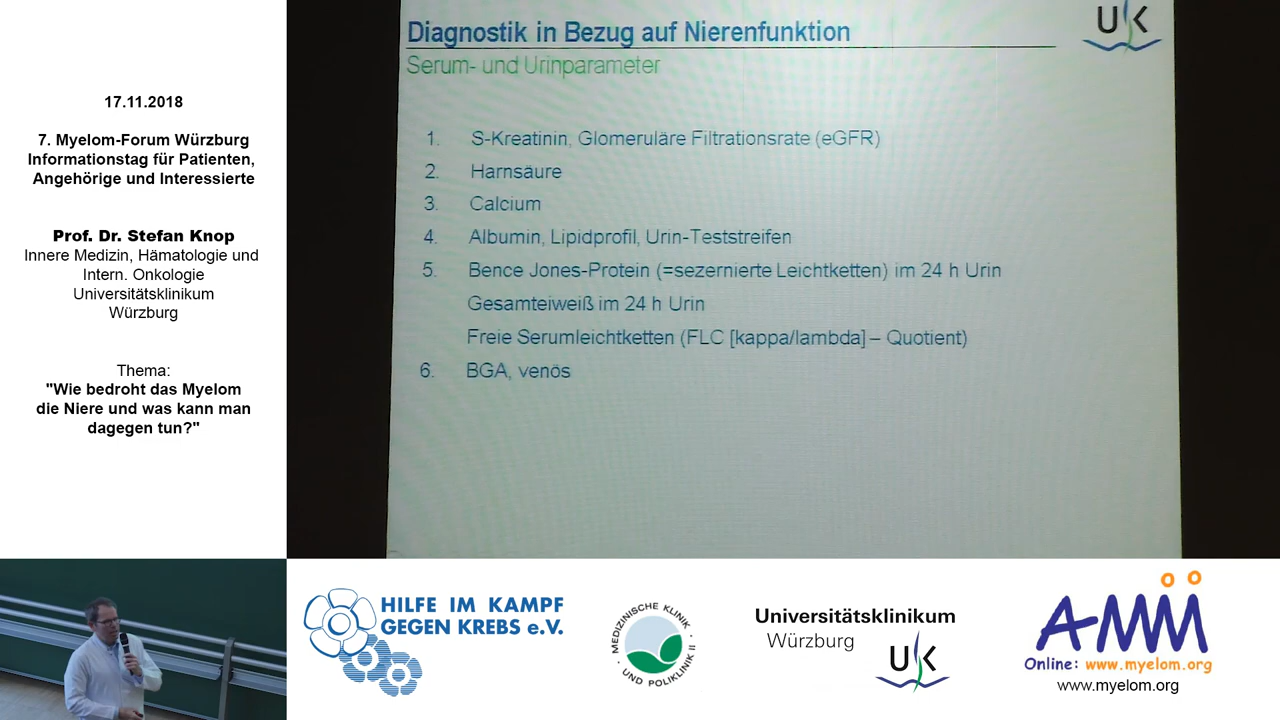 17.11.2018
7. Myelom-Forum Würzburg
Informationstag für Patienten,
Angehörige und Interessierte
Prof. Dr. Stefan Knop
Innere Medizin, Hämatologie und
Intern. Onkologie
Universitätsklinikum
Würzburg
Thema:
"Wie bedroht das Myelom
die Niere und was kann man
dagegen tun?"
Diagnostik in Bezug auf Nierenfunktion
UK
Serum- und Urinparameter
1. S-Kreatinin, Glomeruläre Filtrationsrate (eGFR)
2. Harnsäure
3. Calcium
4. Albumin, Lipidprofil, Urin-Teststreifen
5. Bence Jones-Protein (=sezernierte Leichtketten) im 24 h Urin
Gesamteiweiß im 24 h Urin
Freie Serumleichtketten (FLC [kappa/lambda] – Quotient)
6. BGA, venös
HILFE IM KAMPF
GEGEN KREBS e.V.
MEDIZINISCHE KLINIK
· UND POLIKLINIK II ·
Universitätsklinikum
Würzburg
UK
AMM
Online: www.myelom.org
www.myelom.org